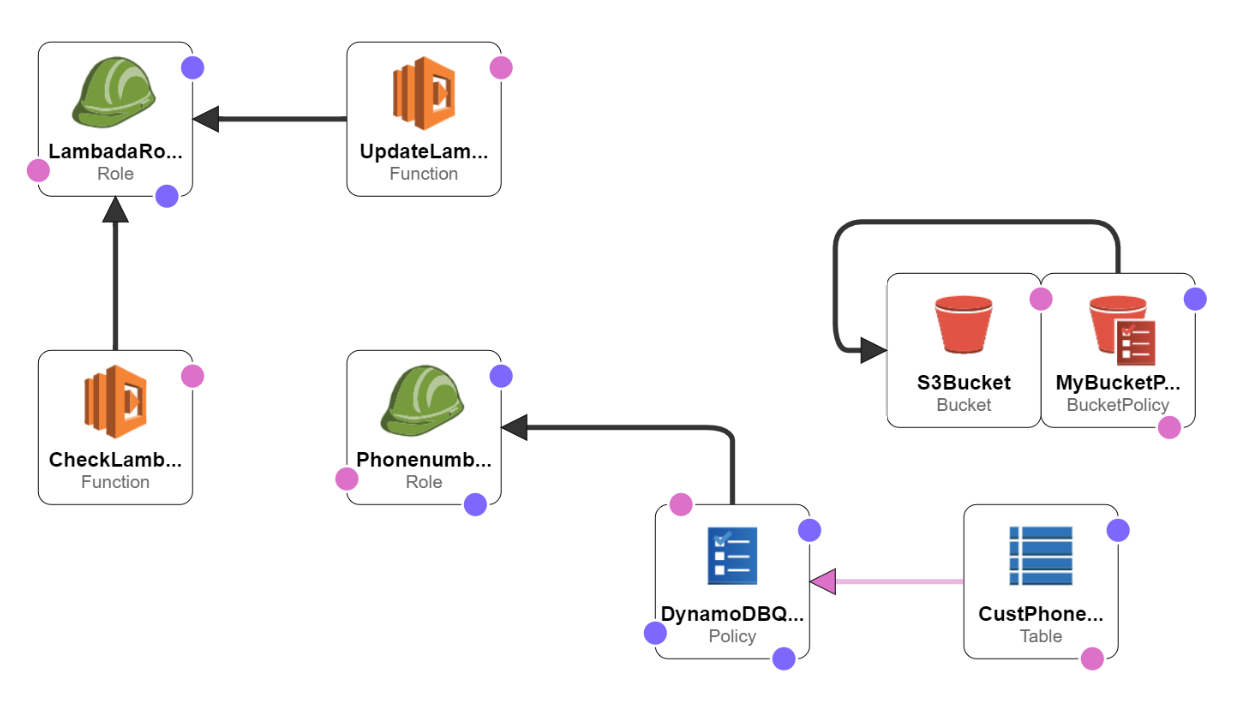 LambadaRo...
Role
UpdateLam...
Function
S3Bucket
Bucket
MyBucketP...
BucketPolicy
CheckLamb...
Function
Phonenumb...
Role
DynamoDBQ...
Policy
CustPhone...
Table